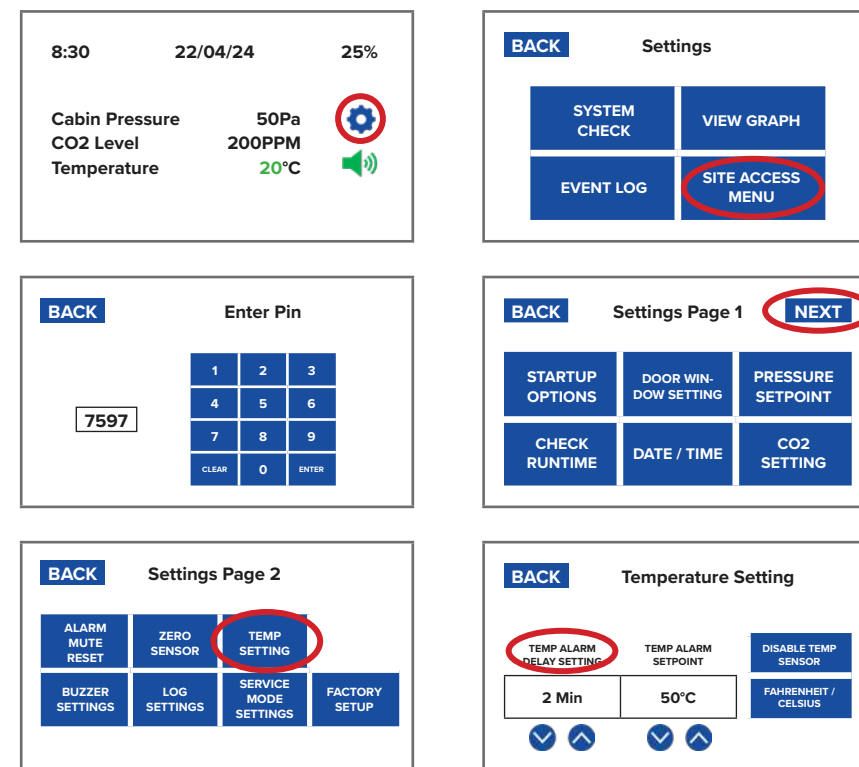 8:30 22/04/24 25%
Cabin Pressure 50Pa
CO2 Level 200PPM
Temperature 20°C
BACK Settings
SYSTEM
CHECK
VIEW GRAPH
EVENT LOG
SITE ACCESS
MENU
BACK Enter Pin
7597
1 2 3
4 5 6
7 8 9
CLEAR 0 ENTER
BACK Settings Page 1 NEXT
STARTUP
OPTIONS
DOOR WIN-
DOW SETTING
PRESSURE
SETPOINT
CHECK
RUNTIME
DATE / TIME
CO2
SETTING
BACK Settings Page 2
ALARM
MUTE
RESET
ZERO
SENSOR
TEMP
SETTING
BUZZER
SETTINGS
LOG
SETTINGS
SERVICE
MODE
SETTINGS
FACTORY
SETUP
BACK Temperature Setting
TEMP ALARM
DELAY SETTING
TEMP ALARM
SETPOINT
DISABLE TEMP
SENSOR
2 Min
50°C
FAHRENHEIT /
CELSIUS